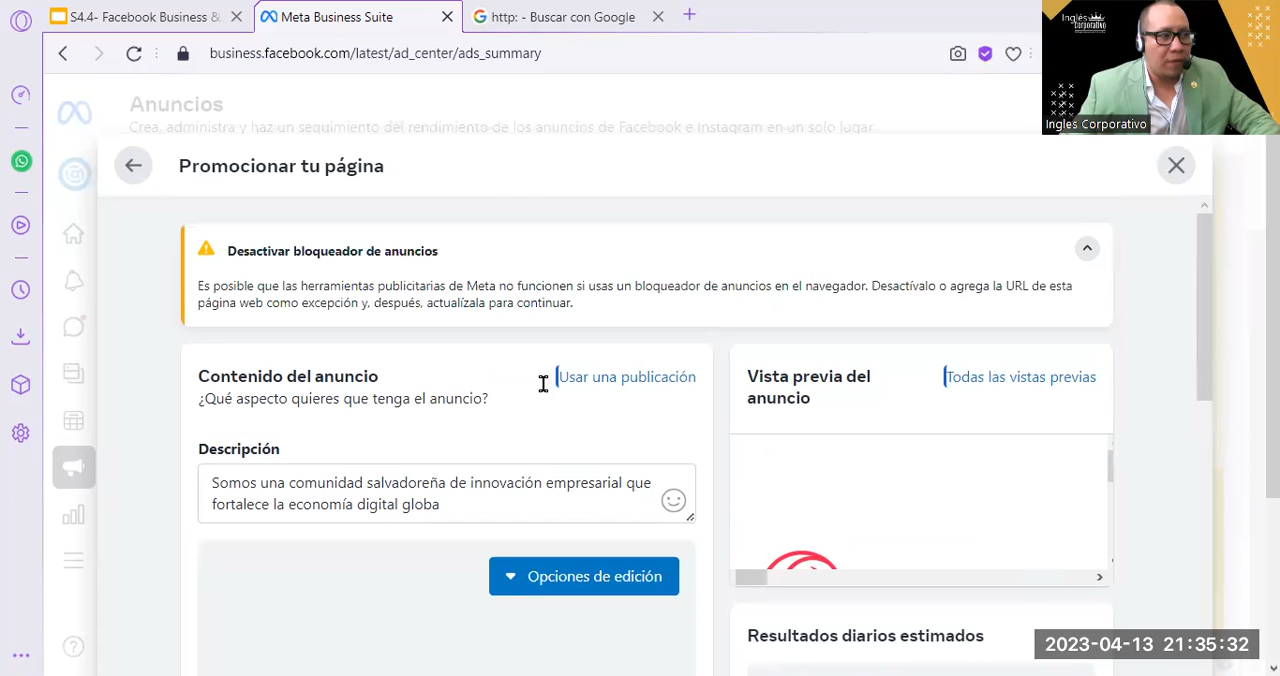 S4.4- Facebook Business &
Meta Business Suite
http: - Buscar con Google
business.facebook.com/latest/ad_center/ads_summary
Inglés
Corporativo
Ingles Corporativo
Anuncios
Crea, administra y haz un seguimiento del rendimiento de los anuncios de Facebook e Instagram en un solo lugar.
Promocionar tu página
Desactivar bloqueador de anuncios
Es posible que las herramientas publicitarias de Meta no funcionen si usas un bloqueador de anuncios en el navegador. Desactívalo o agrega la URL de esta
página web como excepción y, después, actualízala para continuar.
Contenido del anuncio
Usar una publicación
¿Qué aspecto quieres que tenga el anuncio?
Descripción
Somos una comunidad salvadoreña de innovación empresarial que
fortalece la economía digital globa
Opciones de edición
Vista previa del
anuncio
Todas las vistas previas
Resultados diarios estimados
2023-04-13 21:35:32